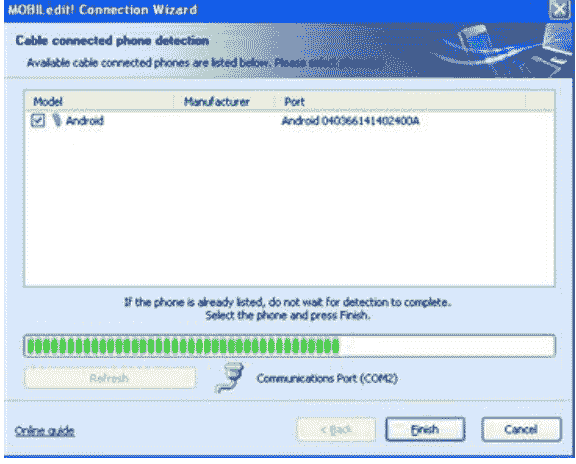 MOBILedit! Connection Wizard
Cable connected phone detection
Available cable connected phones are listed below. Please select
Model Manufacturer Port
Android Android 040366141402400A
If the phone is already listed, do not wait for detection to complete.
Select the phone and press Finish.
Refresh Communications Port (COM2)
Online guide < Back Finish Cancel